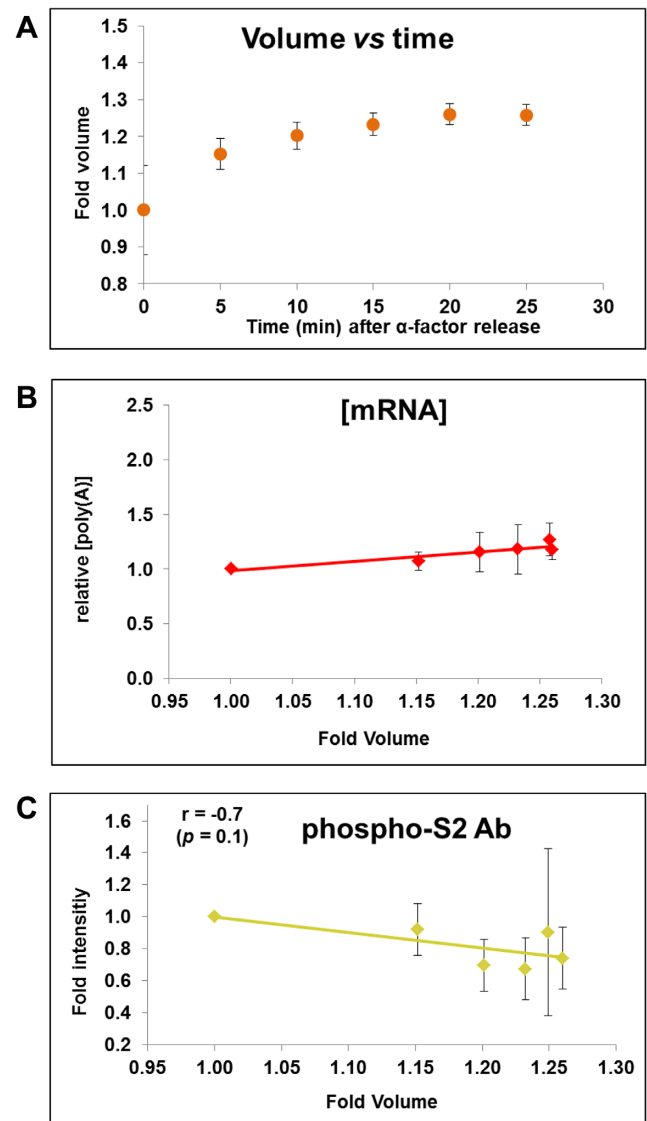 A
Volume vs time
Fold volume
1.5
1.4
1.3
1.2
1.1
1.0
0.9
0.8
0 5 10 15 20 25 30
Time (min) after α-factor release
B
[mRNA]
relative [poly(A)]
2.5
2.0
1.5
1.0
0.5
0.0
0.95 1.00 1.05 1.10 1.15 1.20 1.25 1.30
Fold Volume
C
r = -0.7
(p = 0.1)
phospho-S2 Ab
Fold intensitiy
1.6
1.4
1.2
1.0
0.8
0.6
0.4
0.2
0.95 1.00 1.05 1.10 1.15 1.20 1.25 1.30
Fold Volume